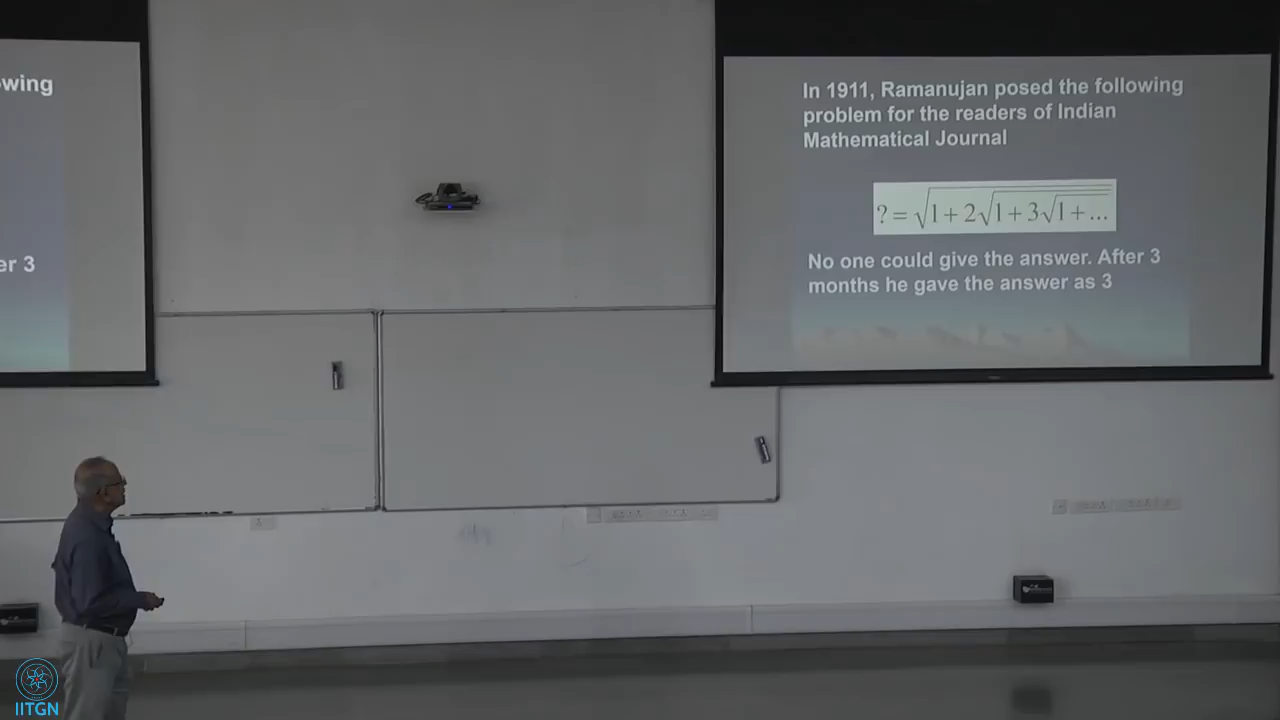 owing
er 3
In 1911, Ramanujan posed the following
problem for the readers of Indian
Mathematical Journal
? = √1+2√1+3√1+...
No one could give the answer. After 3
months he gave the answer as 3
IITGN